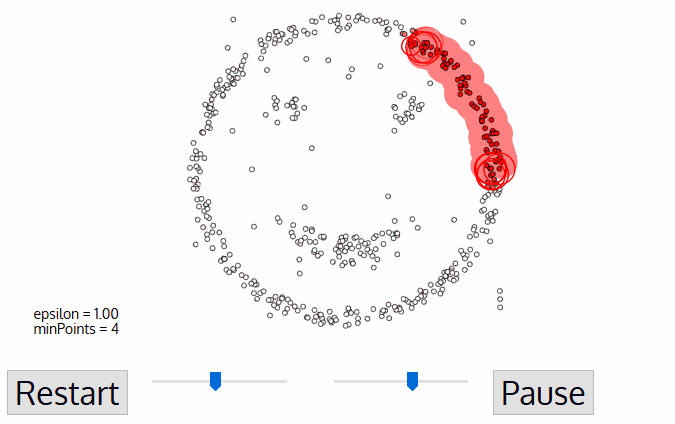 epsilon = 1.00
minPoints = 4
Restart
Pause